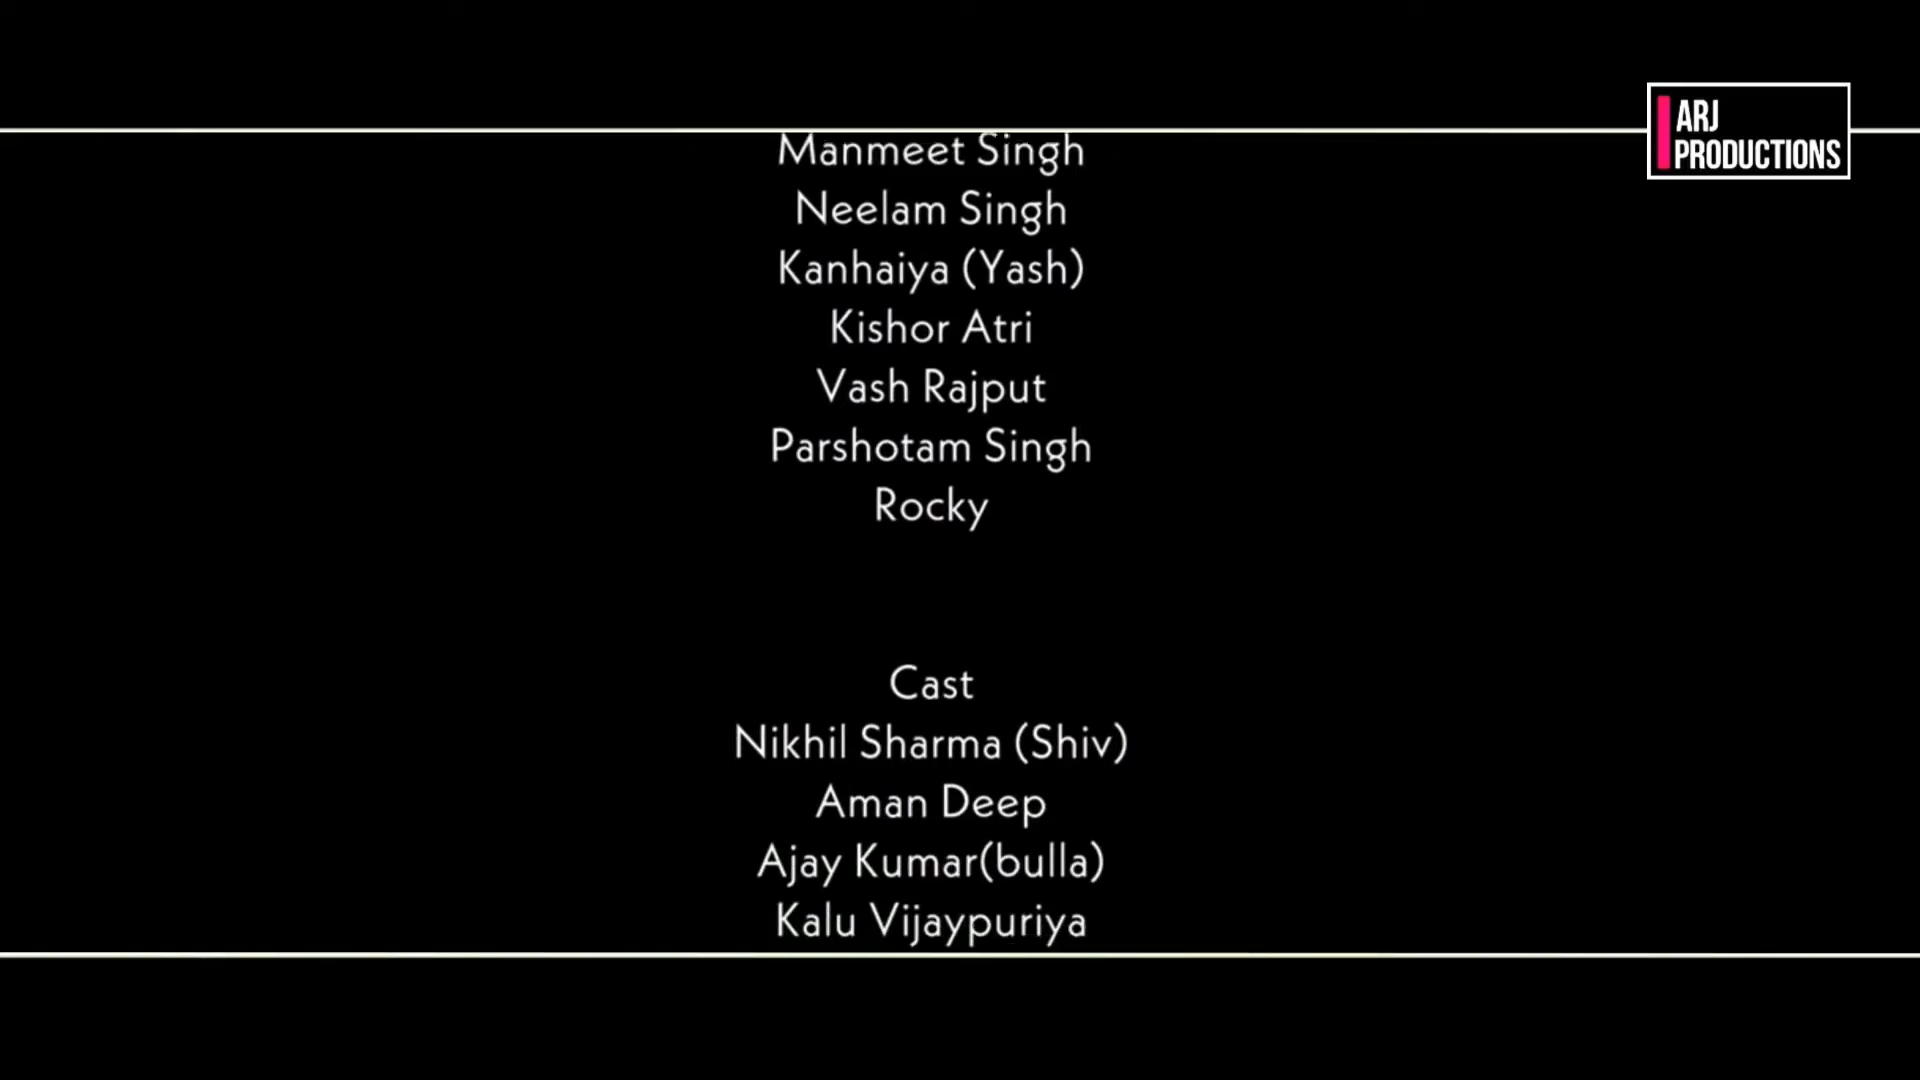 ARJ
PRODUCTIONS
Manmeet Singh
Neelam Singh
Kanhaiya (Yash)
Kishor Atri
Vash Rajput
Parshotam Singh
Rocky
Cast
Nikhil Sharma (Shiv)
Aman Deep
Ajay Kumar(bulla)
Kalu Vijaypuriya